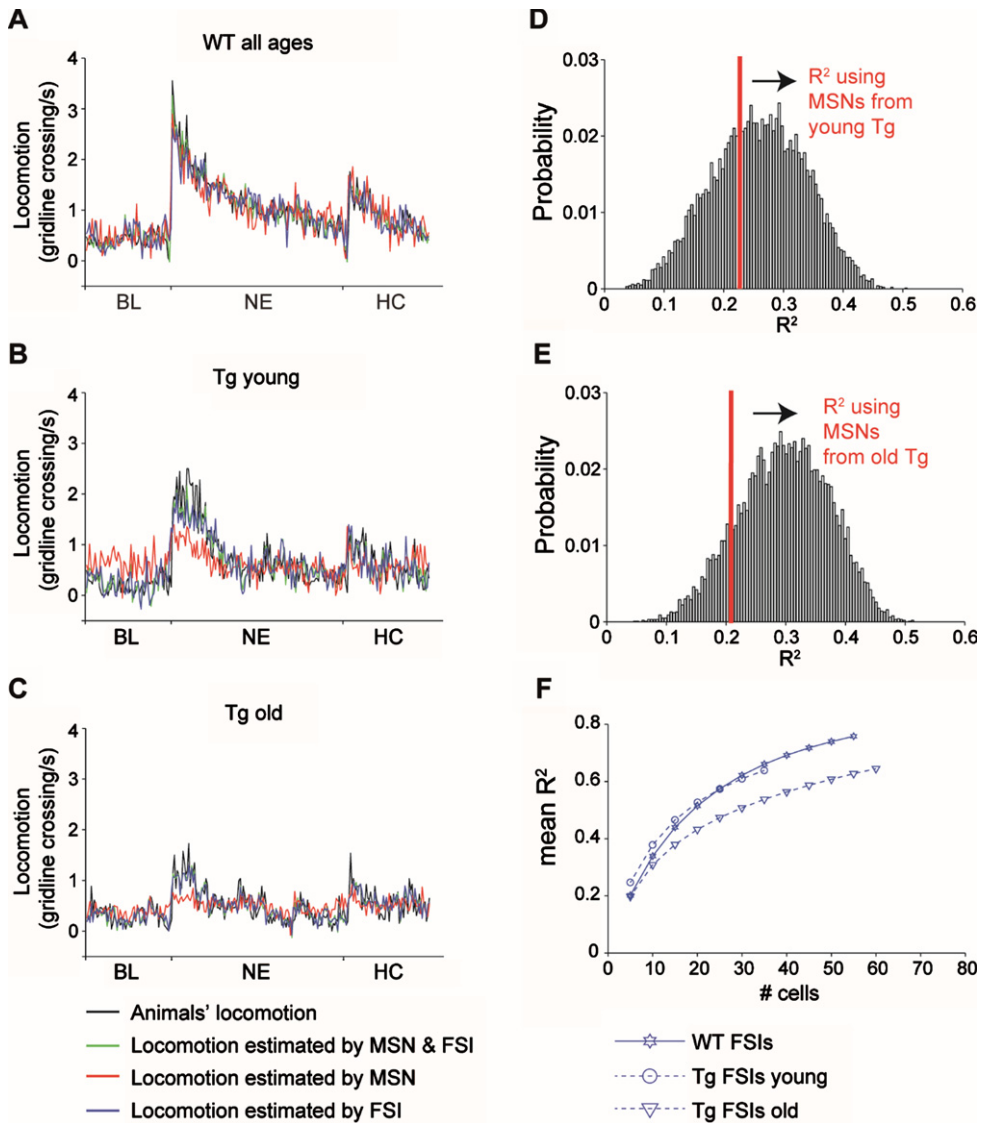 A
WT all ages
Locomotion
(gridline crossing/s)
4
3
2
1
0
BL
NE
HC
B
Tg young
Locomotion
(gridline crossing/s)
4
3
2
1
0
BL
NE
HC
C
Tg old
Locomotion
(gridline crossing/s)
4
3
2
1
0
BL
NE
HC
Animals' locomotion
Locomotion estimated by MSN & FSI
Locomotion estimated by MSN
Locomotion estimated by FSI
D
R² using
MSNs from
young Tg
Probability
0.03
0.02
0.01
0
0
0.1
0.2
0.3
0.4
0.5
0.6
R²
E
R² using
MSNs
from old Tg
Probability
0.03
0.02
0.01
0
0
0.1
0.2
0.3
0.4
0.5
0.6
R²
F
mean R²
0.8
0.6
0.4
0.2
0
0
10
20
30
40
50
60
70
80
# cells
WT FSIs
Tg FSIs young
Tg FSIs old